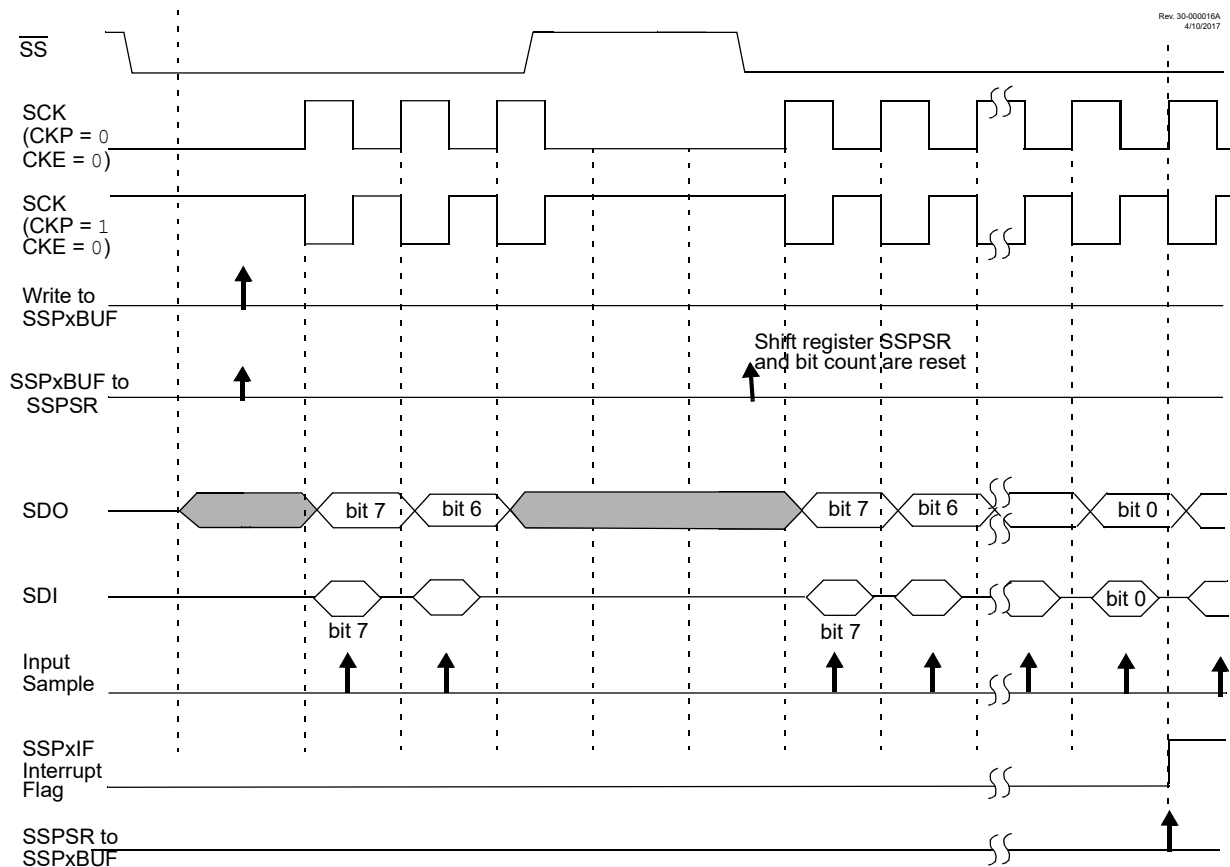 Rev. 30-000016A
4/10/2017
SS
SCK
(CKP = 0
CKE = 0)
SCK
(CKP = 1
CKE = 0)
Write to
SSPxBUF
Shift register SSPSR
and bit count are reset
SSPxBUF to
SSPSR
SDO
bit 7
bit 6
bit 7
bit 6
bit 0
SDI
bit 0
bit 7
bit 7
Input
Sample
SSPxIF
Interrupt
Flag
SSPSR to
SSPxBUF